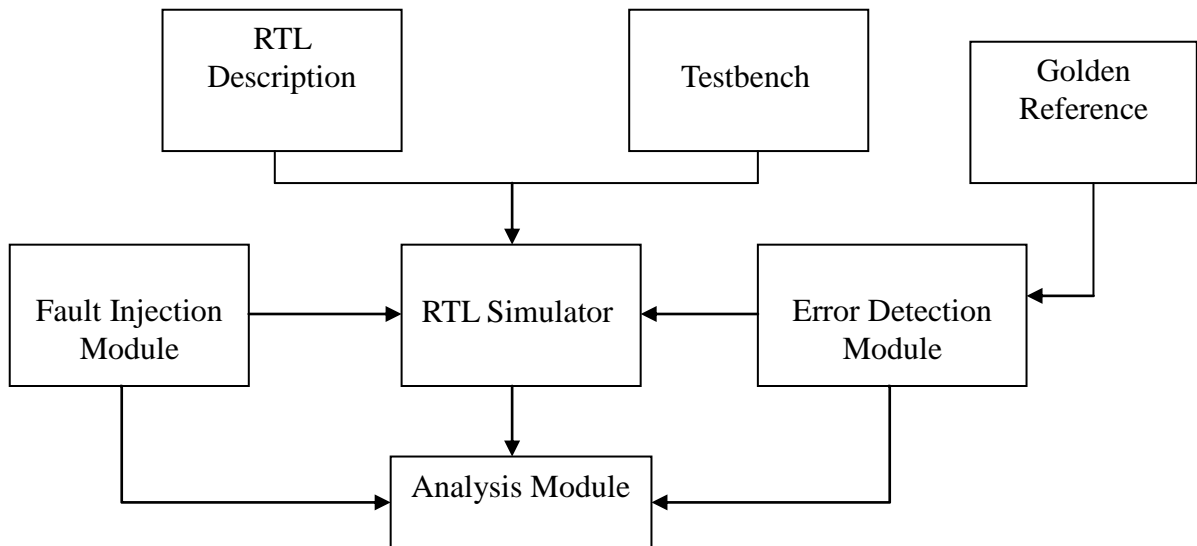 RTL
Description
Testbench
Golden
Reference
Fault Injection
Module
RTL Simulator
Error Detection
Module
Analysis Module